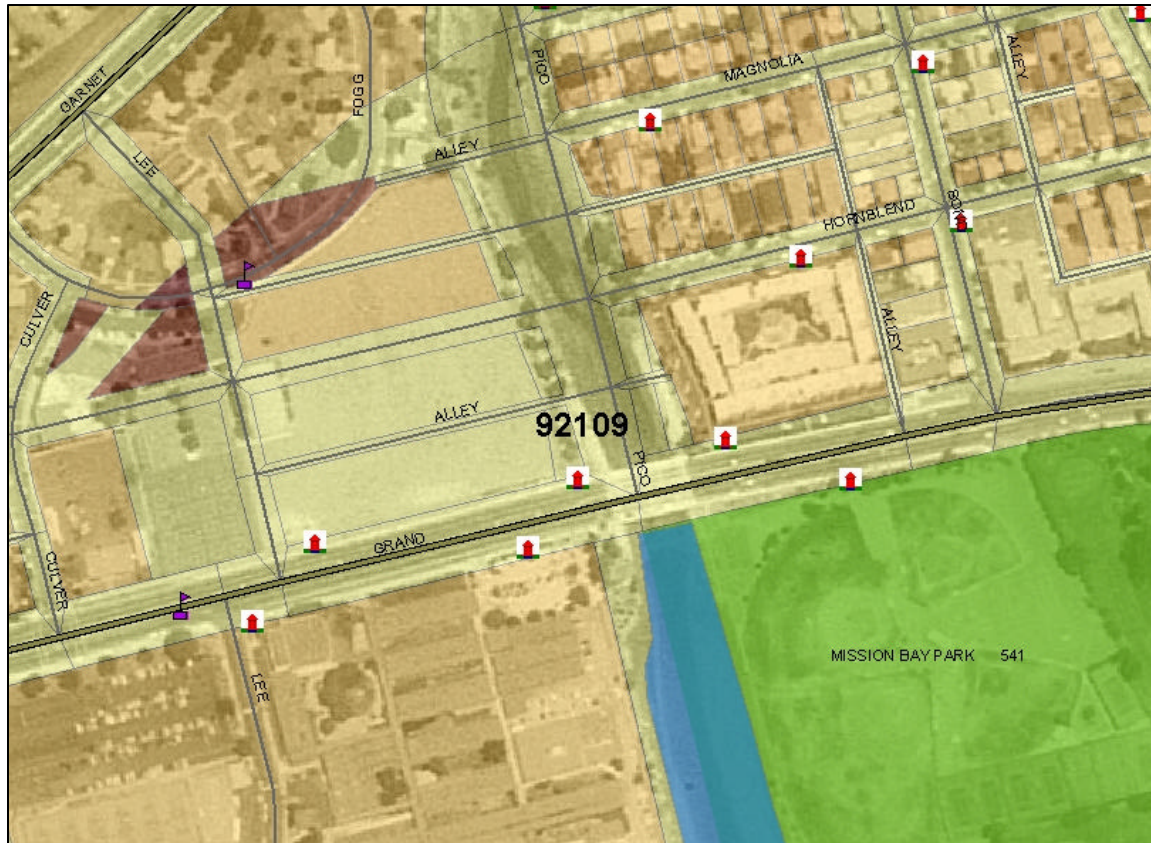 GARNET
FOGG
PICO
MAGNOLIA
ALLEY
LEE
ALLEY
HORNBLEND
CULVER
ALLEY
ALLEY
92109
PICO
GRAND
CULVER
LEE
MISSION BAY PARK 541